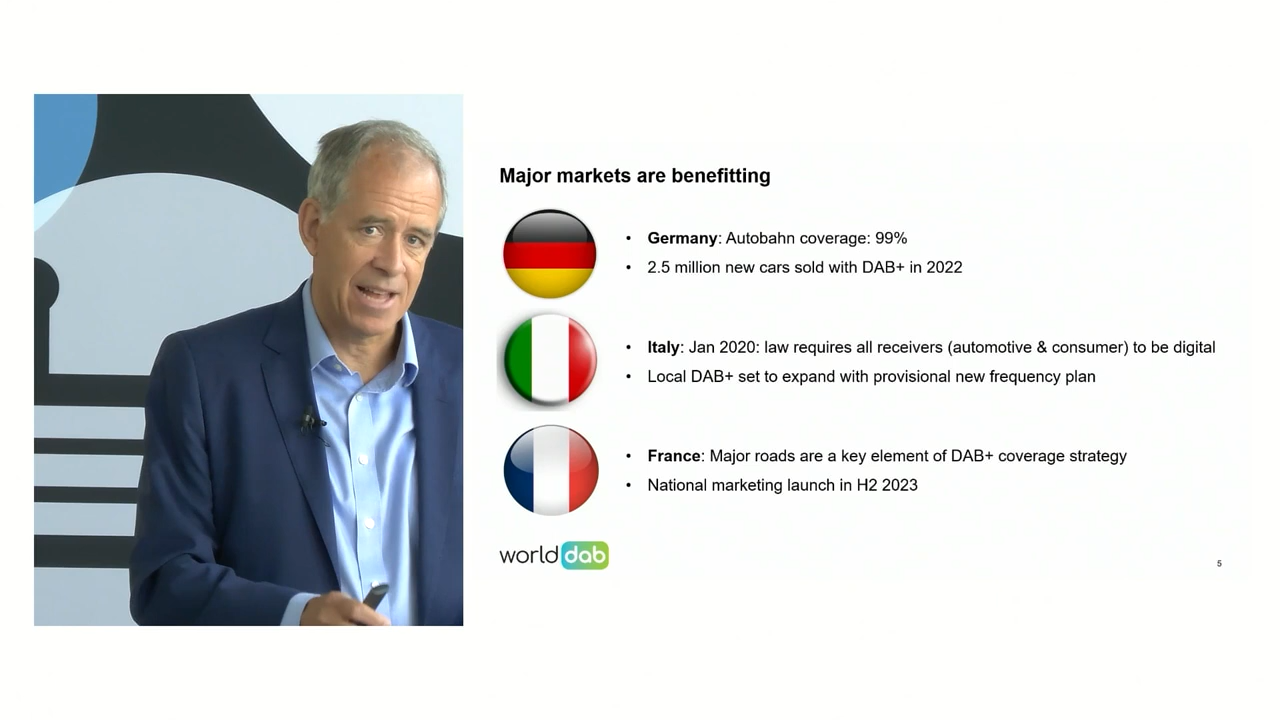 Major markets are benefitting
• Germany: Autobahn coverage: 99%
• 2.5 million new cars sold with DAB+ in 2022
• Italy: Jan 2020: law requires all receivers (automotive & consumer) to be digital
• Local DAB+ set to expand with provisional new frequency plan
• France: Major roads are a key element of DAB+ coverage strategy
• National marketing launch in H2 2023
worlddab
5